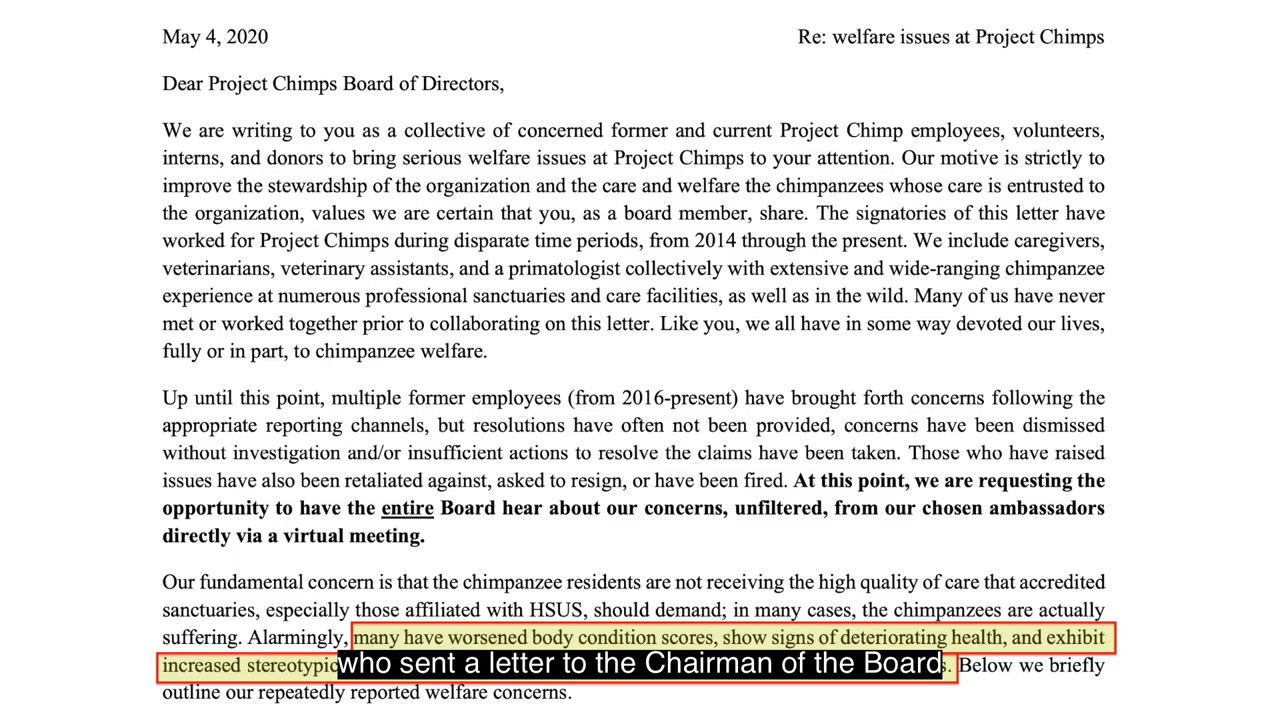 May 4, 2020 Re: welfare issues at Project Chimps
Dear Project Chimps Board of Directors,
We are writing to you as a collective of concerned former and current Project Chimp employees, volunteers,
interns, and donors to bring serious welfare issues at Project Chimps to your attention. Our motive is strictly to
improve the stewardship of the organization and the care and welfare the chimpanzees whose care is entrusted to
the organization, values we are certain that you, as a board member, share. The signatories of this letter have
worked for Project Chimps during disparate time periods, from 2014 through the present. We include caregivers,
veterinarians, veterinary assistants, and a primatologist collectively with extensive and wide-ranging chimpanzee
experience at numerous professional sanctuaries and care facilities, as well as in the wild. Many of us have never
met or worked together prior to collaborating on this letter. Like you, we all have in some way devoted our lives,
fully or in part, to chimpanzee welfare.
Up until this point, multiple former employees (from 2016-present) have brought forth concerns following the
appropriate reporting channels, but resolutions have often not been provided, concerns have been dismissed
without investigation and/or insufficient actions to resolve the claims have been taken. Those who have raised
issues have also been retaliated against, asked to resign, or have been fired. At this point, we are requesting the
opportunity to have the entire Board hear about our concerns, unfiltered, from our chosen ambassadors
directly via a virtual meeting.
Our fundamental concern is that the chimpanzee residents are not receiving the high quality of care that accredited
sanctuaries, especially those affiliated with HSUS, should demand; in many cases, the chimpanzees are actually
suffering. Alarmingly, many have worsened body condition scores, show signs of deteriorating health, and exhibit
increased stereotypic Below we briefly
who sent a letter to the Chairman of the Board
outline our repeatedly reported welfare concerns.